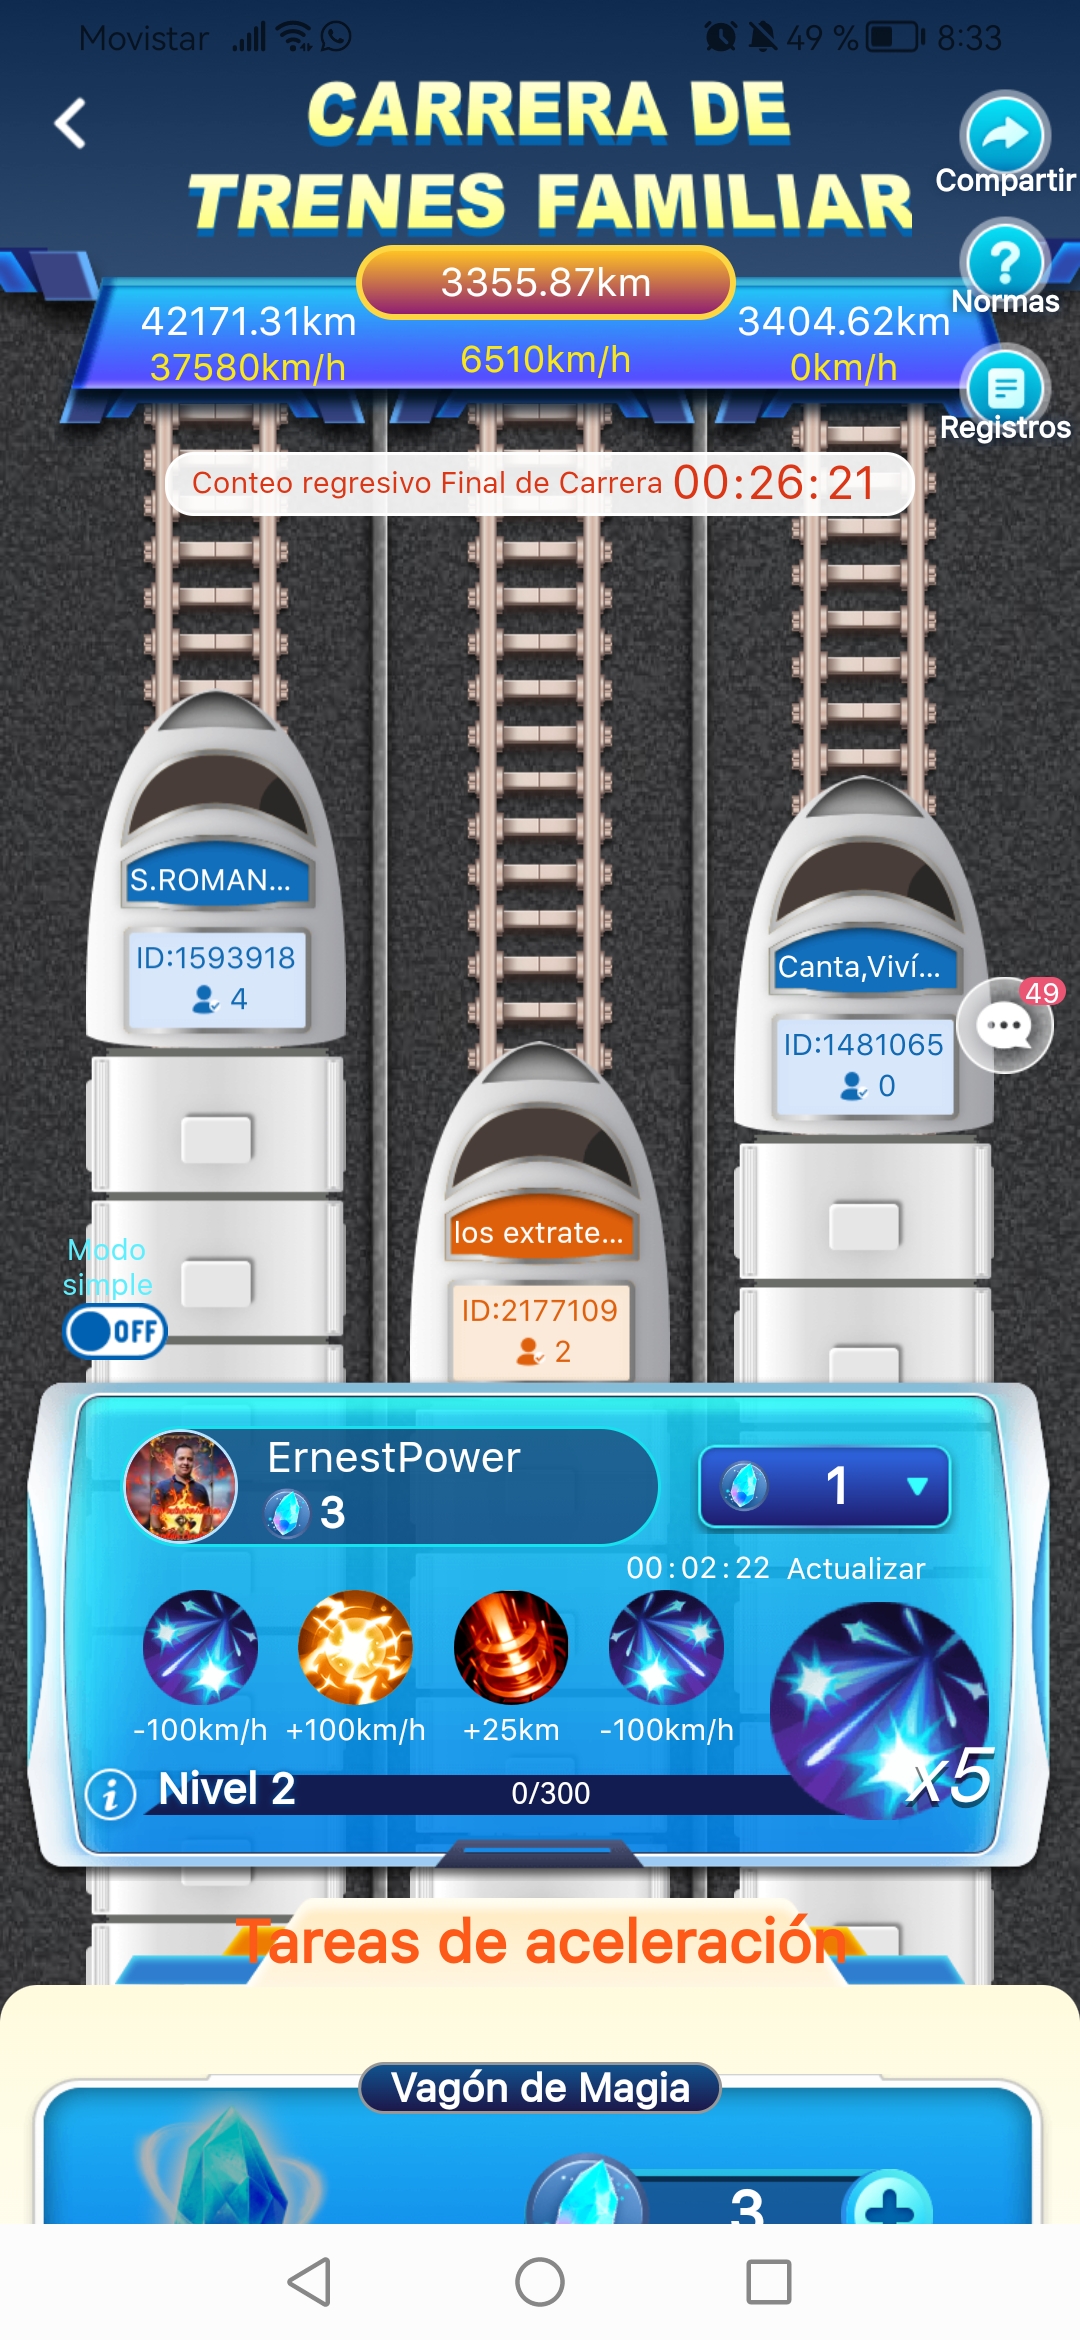 Movistar 49 % 8:33
CARRERA DE
TRENES FAMILIAR
Compartir
Normas
Registros
3355.87km
42171.31km
3404.62km
37580km/h
6510km/h
0km/h
Conteo regresivo Final de Carrera 00:26:21
S.ROMAN...
ID:1593918
4
Canta,Viví...
ID:1481065
0
49
los extrate...
ID:2177109
2
Modo
simple
OFF
ErnestPower
3
1
00:02:22 Actualizar
-100km/h +100km/h +25km -100km/h
x5
Nivel 2 0/300
Tareas de aceleración
Vagón de Magia
3